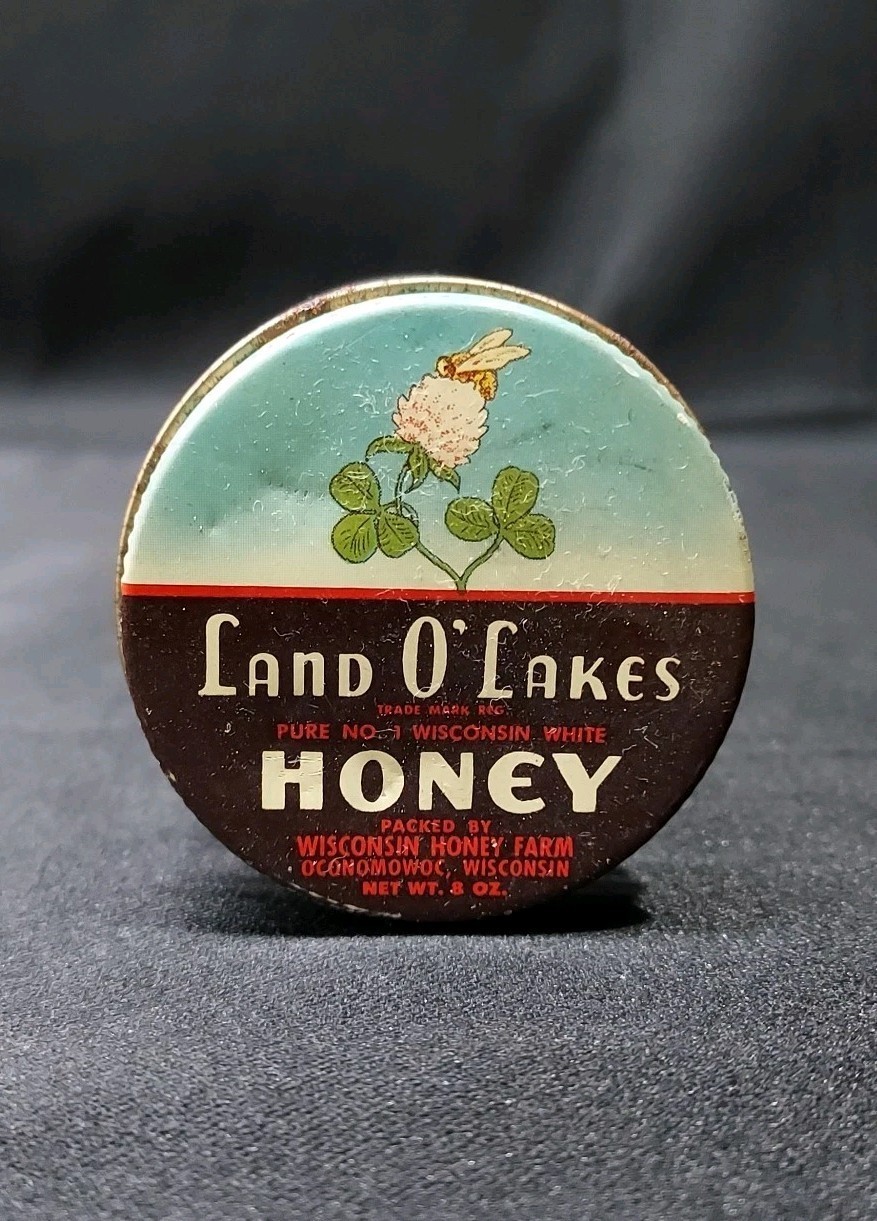 Land O'Lakes
TRADE MARK REG
PURE NO. 1 WISCONSIN WHITE
HONEY
PACKED BY
WISCONSIN HONEY FARM
OCONOMOWOC, WISCONSIN
NET WT. 8 OZ.